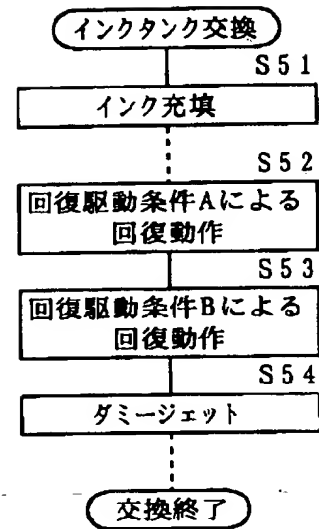 インクタンク交換
S51
インク充填
S52
回復駆動条件Aによる
回復動作
S53
回復駆動条件Bによる
回復動作
S54
ダミージェット
交換終了